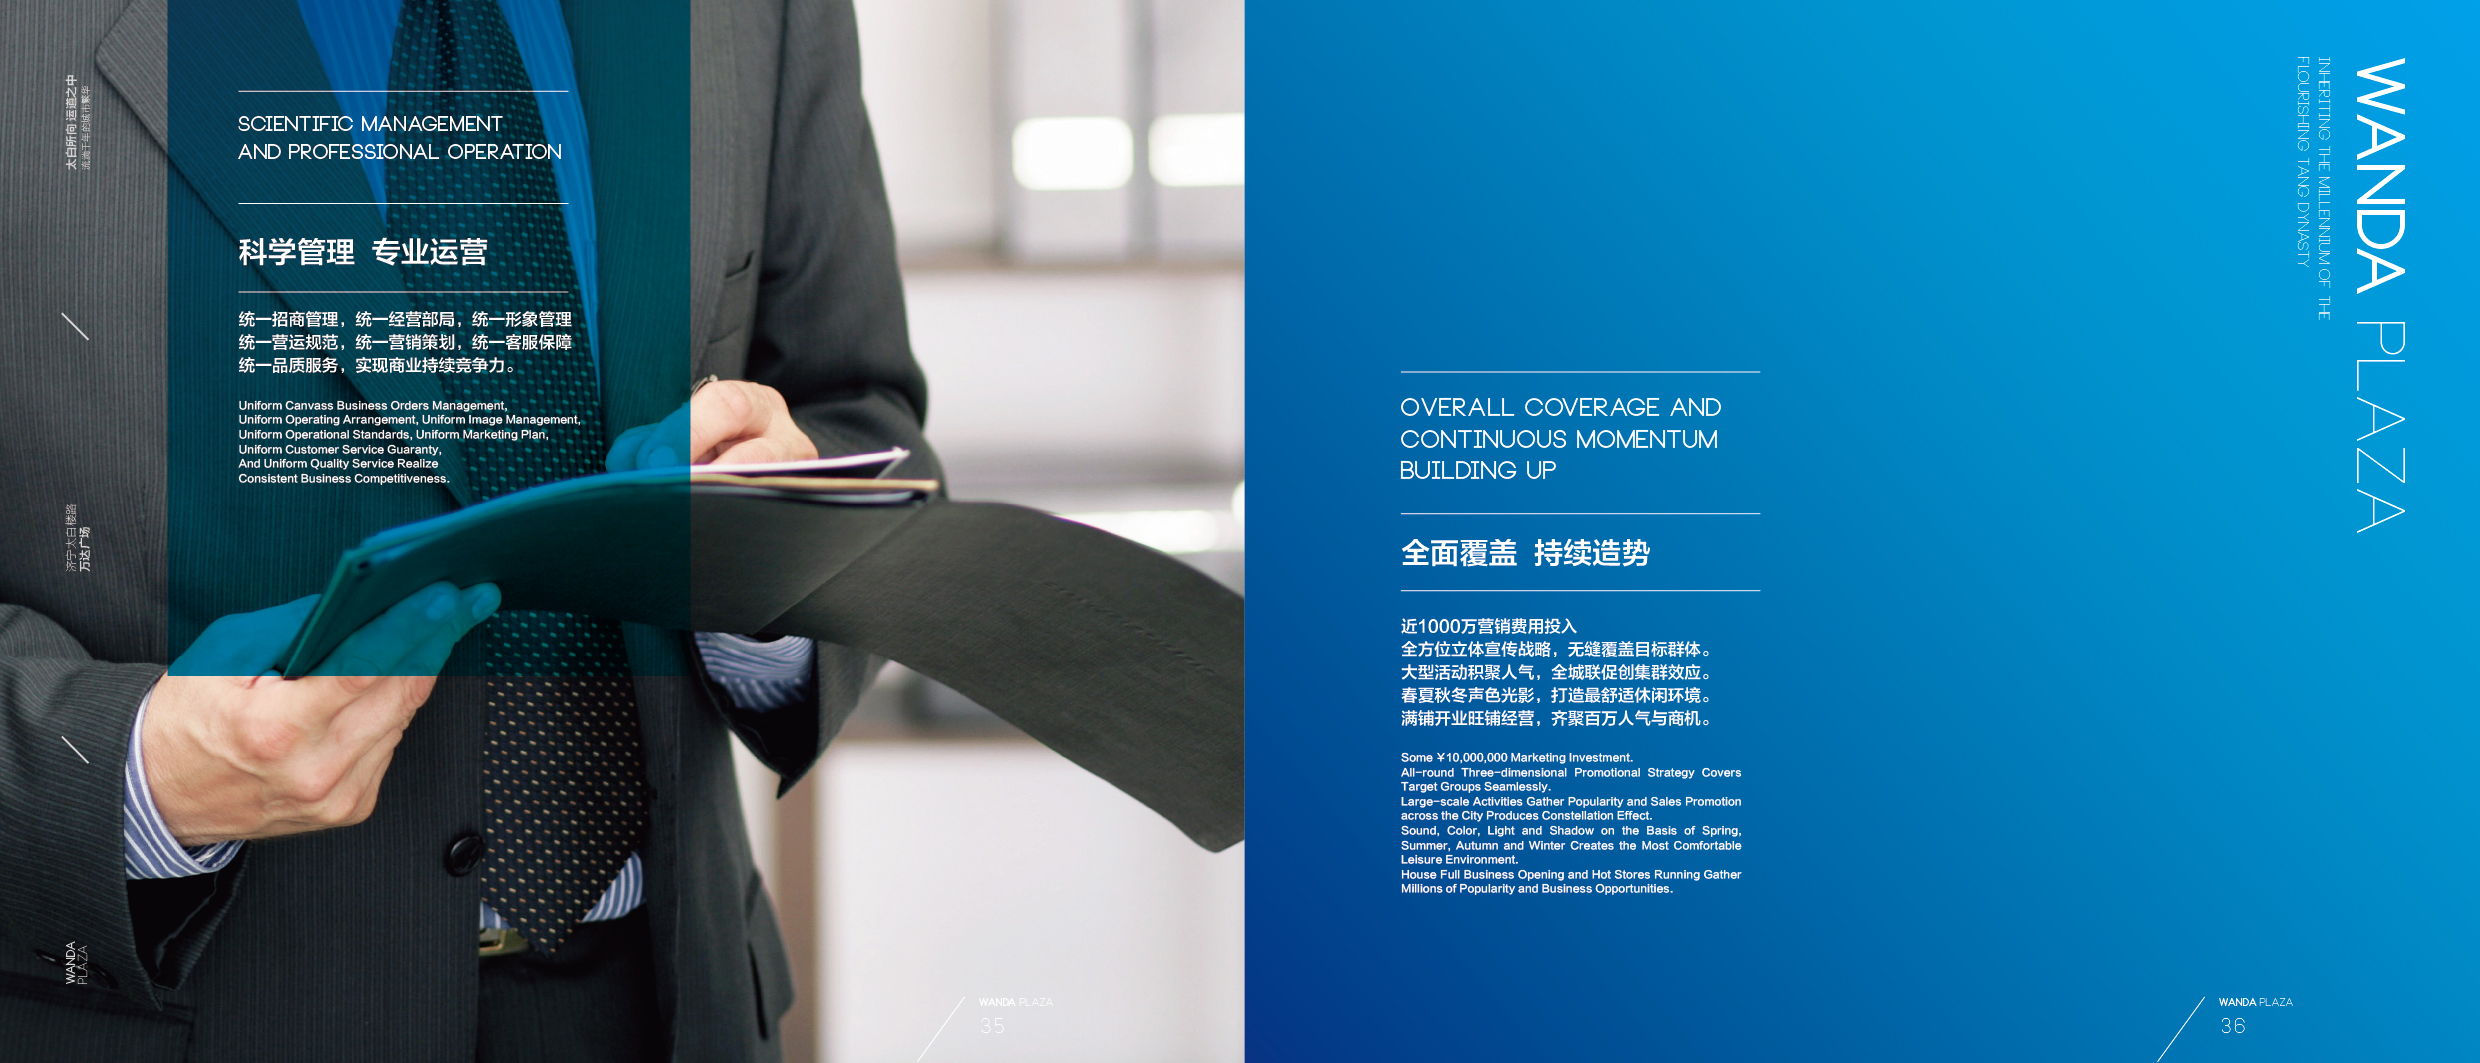 太白所向 运道之中
流淌千年的城市繁华
济宁太白楼路
万达广场
WANDA
PLAZA
SCIENTIFIC MANAGEMENT
AND PROFESSIONAL OPERATION
科学管理 专业运营
统一招商管理，统一经营部局，统一形象管理
统一营运规范，统一营销策划，统一客服保障
统一品质服务，实现商业持续竞争力。
Uniform Canvass Business Orders Management,
Uniform Operating Arrangement, Uniform Image Management,
Uniform Operational Standards, Uniform Marketing Plan,
Uniform Customer Service Guaranty,
And Uniform Quality Service Realize
Consistent Business Competitiveness.
WANDA PLAZA
35
OVERALL COVERAGE AND
CONTINUOUS MOMENTUM
BUILDING UP
全面覆盖 持续造势
近1000万营销费用投入
全方位立体宣传战略，无缝覆盖目标群体。
大型活动积聚人气，全城联促创集群效应。
春夏秋冬声色光影，打造最舒适休闲环境。
满铺开业旺铺经营，齐聚百万人气与商机。
Some ¥10,000,000 Marketing Investment.
All-round Three-dimensional Promotional Strategy Covers
Target Groups Seamlessly.
Large-scale Activities Gather Popularity and Sales Promotion
across the City Produces Constellation Effect.
Sound, Color, Light and Shadow on the Basis of Spring,
Summer, Autumn and Winter Creates the Most Comfortable
Leisure Environment.
House Full Business Opening and Hot Stores Running Gather
Millions of Popularity and Business Opportunities.
WANDA PLAZA
INHERITING THE MILLENNIUM OF THE
FLOURISHING TANG DYNASTY
WANDA PLAZA
36